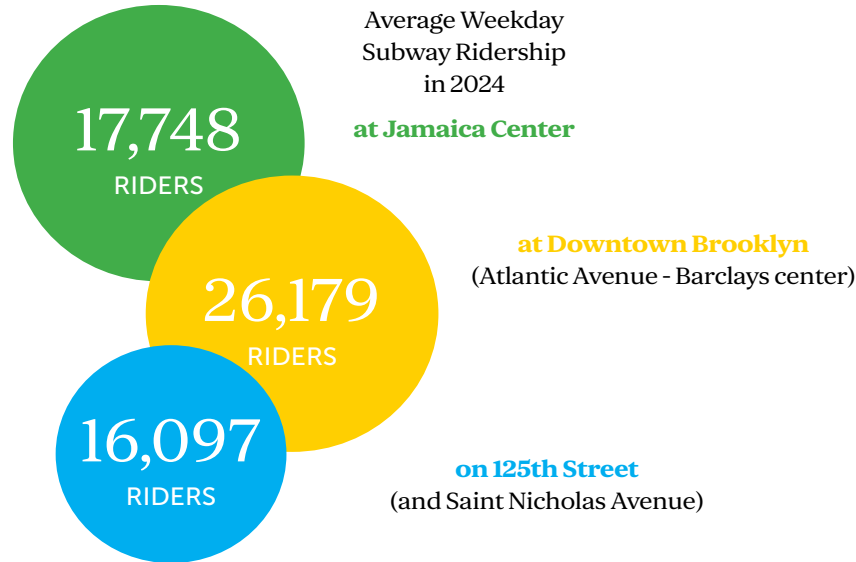 Average Weekday
Subway Ridership
in 2024
17,748
RIDERS
at Jamaica Center
26,179
RIDERS
at Downtown Brooklyn
(Atlantic Avenue - Barclays center)
16,097
RIDERS
on 125th Street
(and Saint Nicholas Avenue)